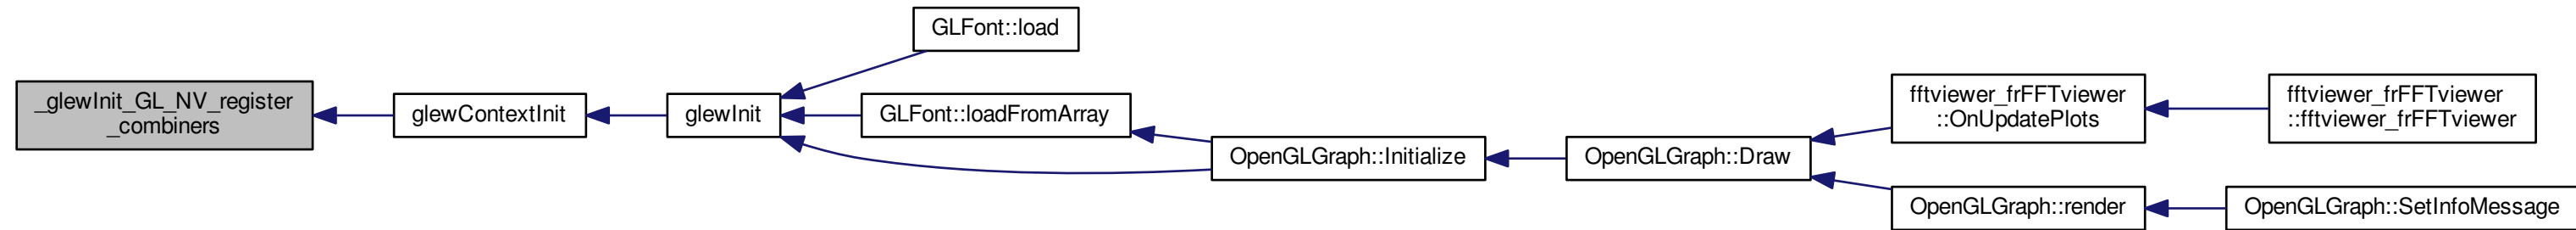 _glewInit_GL_NV_register
_combiners
glewContextInit
glewInit
GLFont::load
GLFont::loadFromArray
OpenGLGraph::Initialize
OpenGLGraph::Draw
fftviewer_frFFTviewer
::OnUpdatePlots
fftviewer_frFFTviewer
::fftviewer_frFFTviewer
OpenGLGraph::render
OpenGLGraph::SetInfoMessage